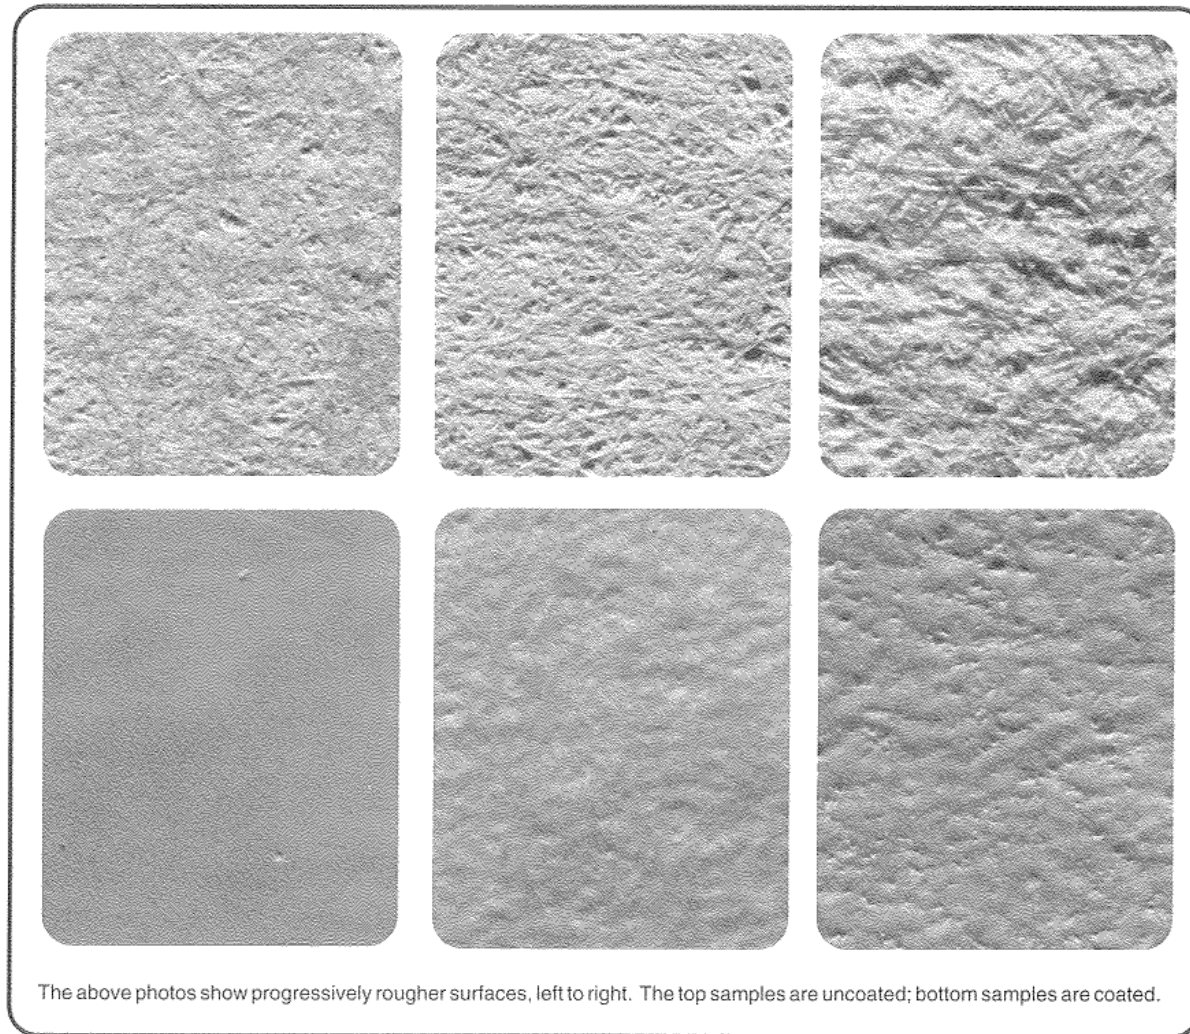 The above photos show progressively rougher surfaces, left to right. The top samples are uncoated; bottom samples are coated.